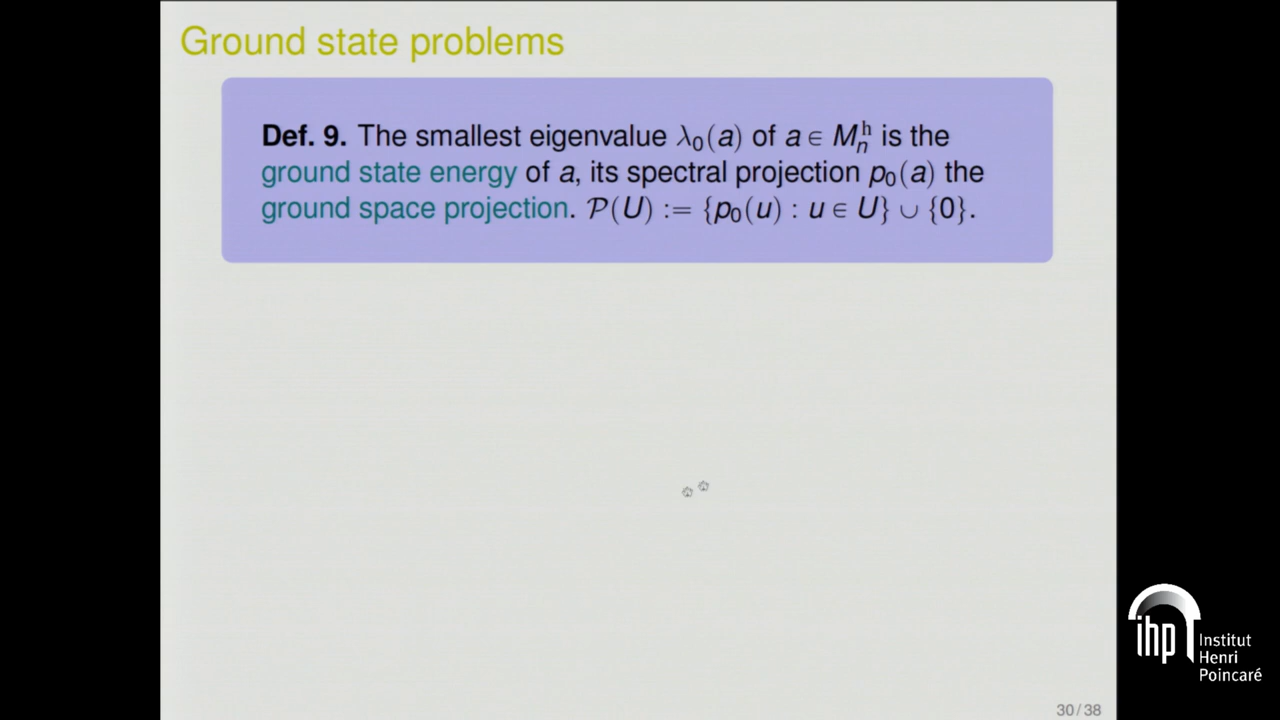 Ground state problems
Def. 9. The smallest eigenvalue λ₀(a) of a ∈ Mₙʰ is the
ground state energy of a, its spectral projection p₀(a) the
ground space projection. 𝒫(U) := {p₀(u) : u ∈ U} ∪ {0}.
ihp Institut
Henri
Poincaré
30 / 38